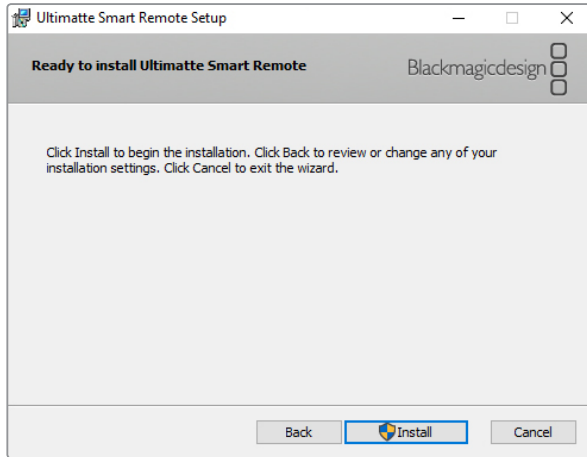 Ultimatte Smart Remote Setup
Ready to install Ultimatte Smart Remote
Blackmagicdesign
Click Install to begin the installation. Click Back to review or change any of your
installation settings. Click Cancel to exit the wizard.
Back
Install
Cancel